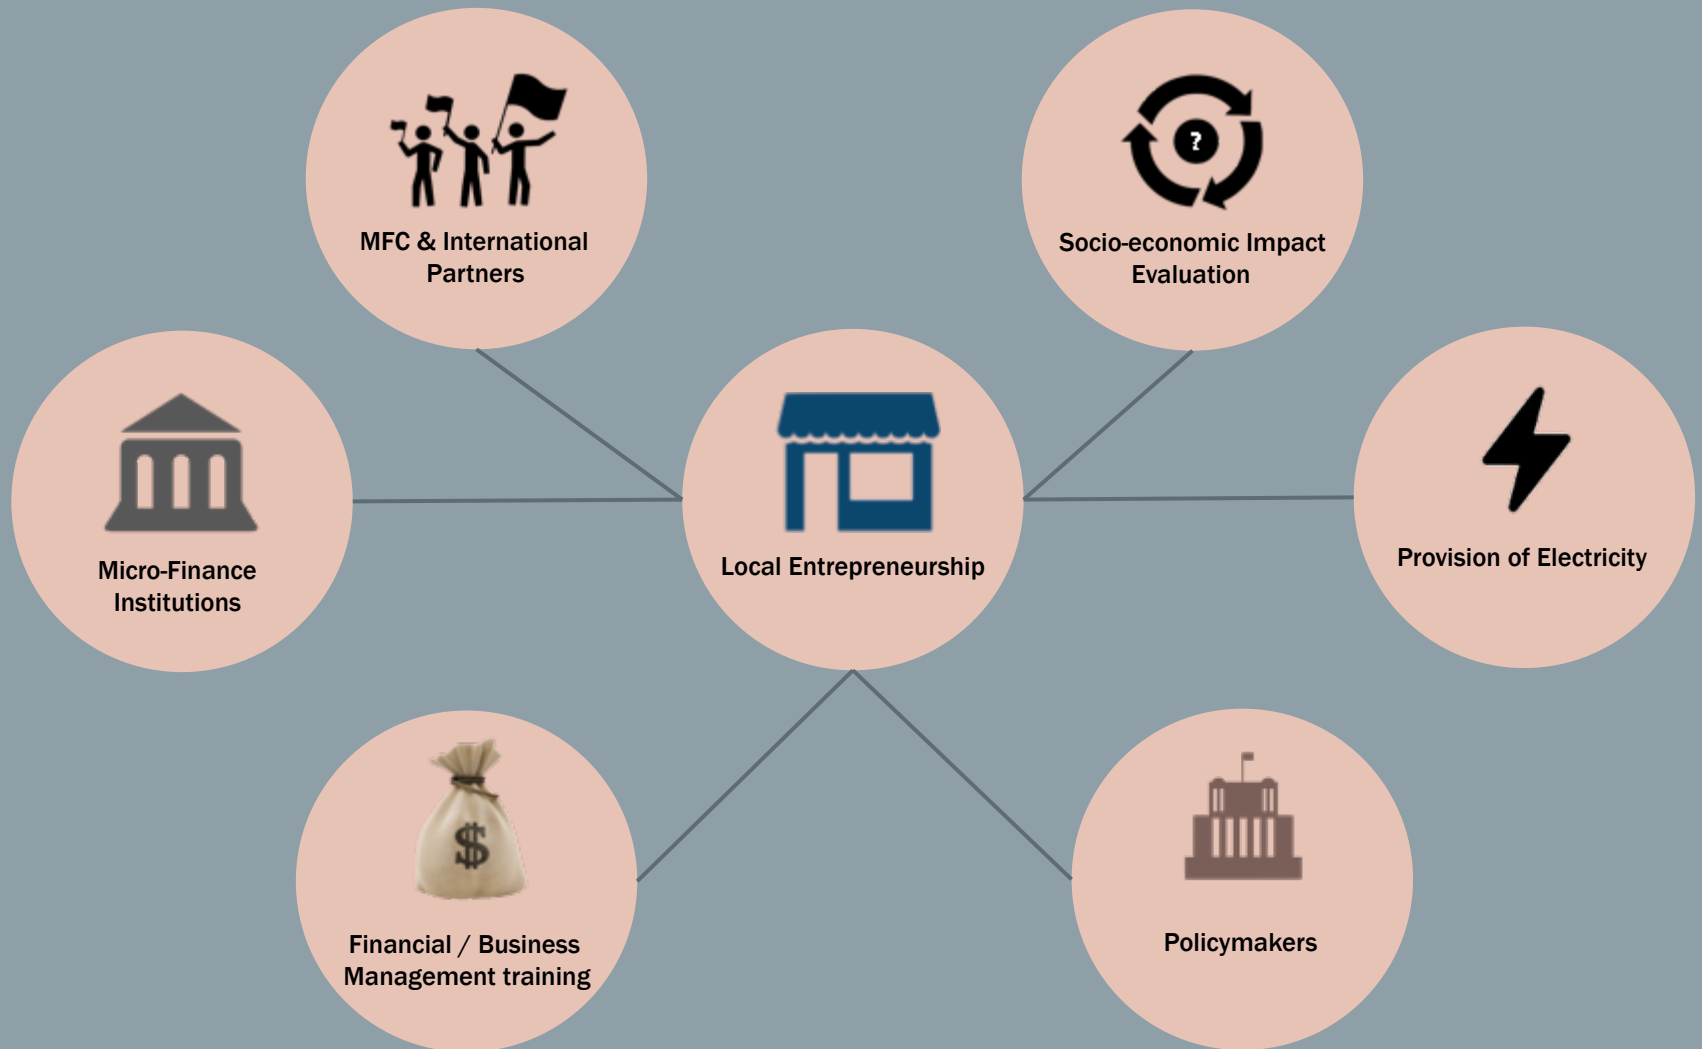 MFC & International
Partners
?
Socio-economic Impact
Evaluation
Micro-Finance
Institutions
Local Entrepreneurship
Provision of Electricity
$
Financial / Business
Management training
Policymakers